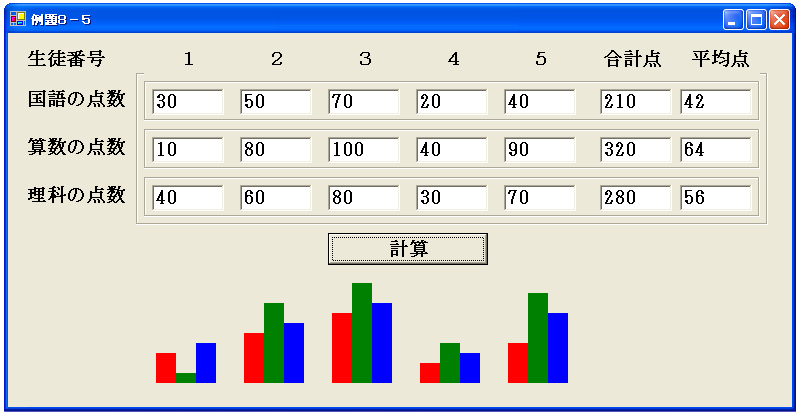 例題8－5
生徒番号 1 2 3 4 5 合計点 平均点
国語の点数 30 50 70 20 40 210 42
算数の点数 10 80 100 40 90 320 64
理科の点数 40 60 80 30 70 280 56
計算